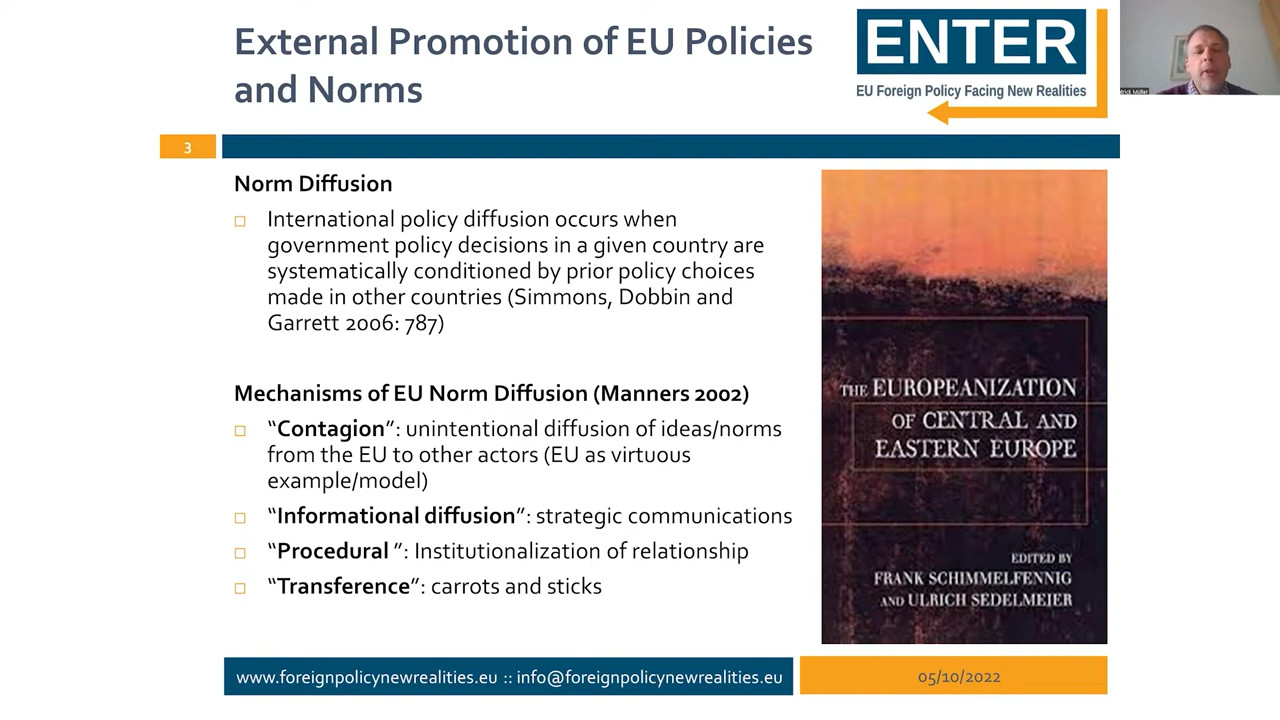 External Promotion of EU Policies
and Norms
ENTER
EU Foreign Policy Facing New Realities
trick Müller
3
Norm Diffusion
International policy diffusion occurs when
government policy decisions in a given country are
systematically conditioned by prior policy choices
made in other countries (Simmons, Dobbin and
Garrett 2006: 787)
Mechanisms of EU Norm Diffusion (Manners 2002)
“Contagion”: unintentional diffusion of ideas/norms
from the EU to other actors (EU as virtuous
example/model)
“Informational diffusion”: strategic communications
“Procedural ”: Institutionalization of relationship
“Transference”: carrots and sticks
THE EUROPEANIZATION
OF CENTRAL AND
EASTERN EUROPE
EDITED BY
FRANK SCHIMMELFENNIG
AND ULRICH SEDELMEIER
www.foreignpolicynewrealities.eu :: info@foreignpolicynewrealities.eu
05/10/2022